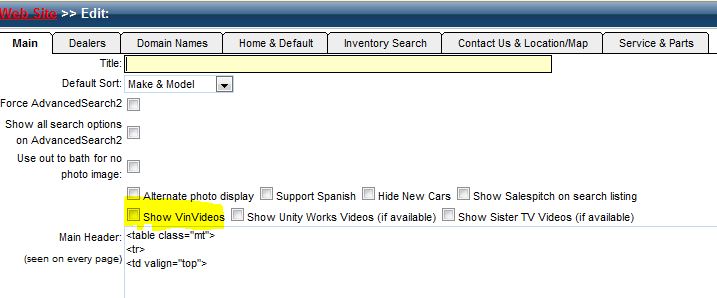 Web Site >> Edit:
Main Dealers Domain Names Home & Default Inventory Search Contact Us & Location/Map Service & Parts
Title:
Default Sort: Make & Model
Force AdvancedSearch2
Show all search options
on AdvancedSearch2
Use out to bath for no
photo image:
Alternate photo display Support Spanish Hide New Cars Show Salespitch on search listing
Show VinVideos Show Unity Works Videos (if available) Show Sister TV Videos (if available)
Main Header: <table class="mt">
<tr>
(seen on every page) <td valign="top">